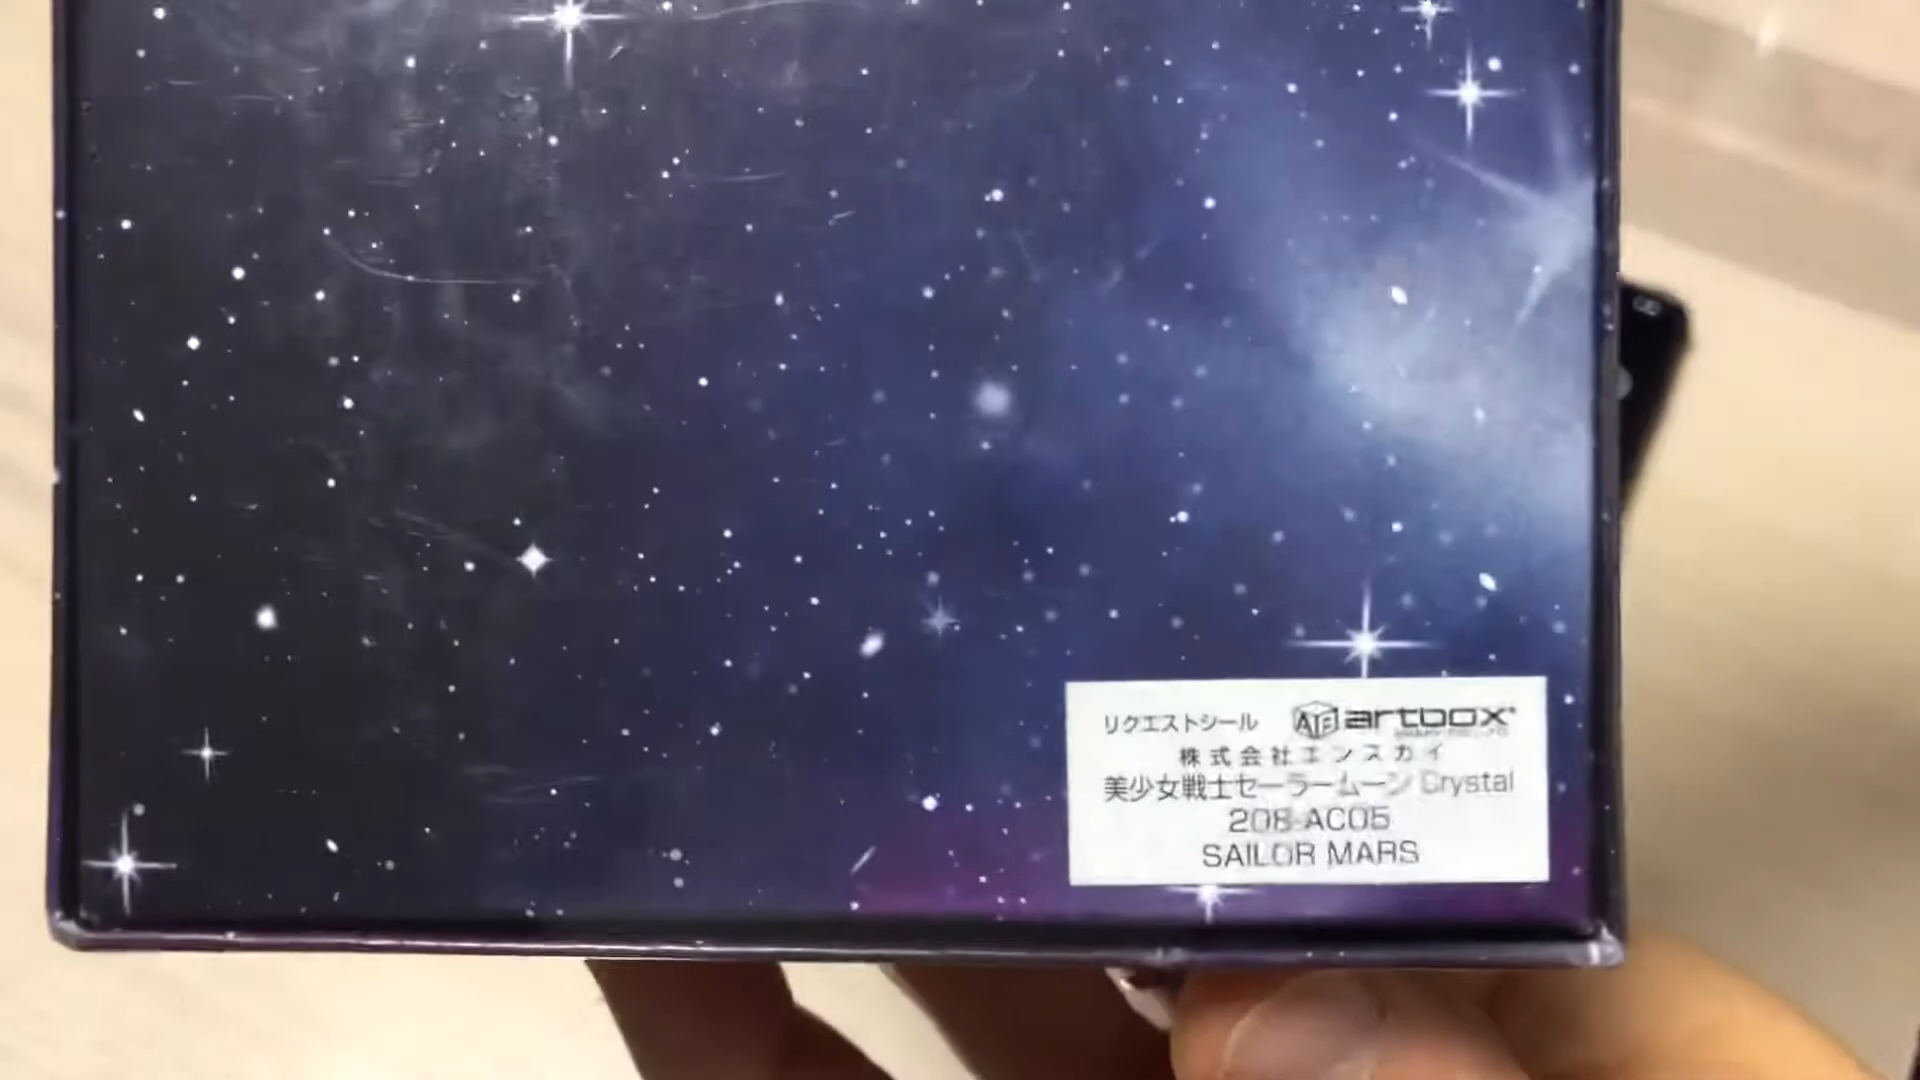 リクエストシール artbox
株式会社エンスカイ
美少女戦士セーラームーン Crystal
208-AC05
SAILOR MARS